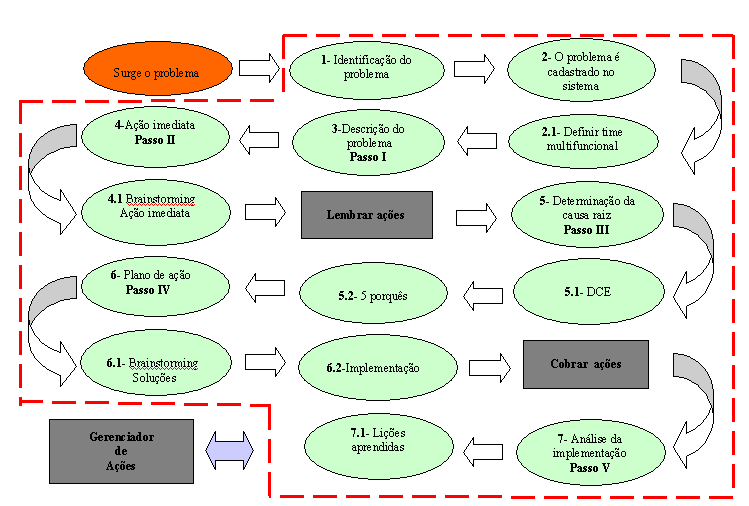 Surge o problema
1- Identificação do
problema
2- O problema é
cadastrado no
sistema
2.1- Definir time
multifuncional
3-Descrição do
problema
Passo I
4-Ação imediata
Passo II
4.1 Brainstorming
Ação imediata
Lembrar ações
5- Determinação da
causa raiz
Passo III
5.1- DCE
5.2- 5 porquês
6- Plano de ação
Passo IV
6.1- Brainstorming
Soluções
6.2-Implementação
Cobrar ações
7- Análise da
implementação
Passo V
7.1- Lições
aprendidas
Gerenciador
de
Ações